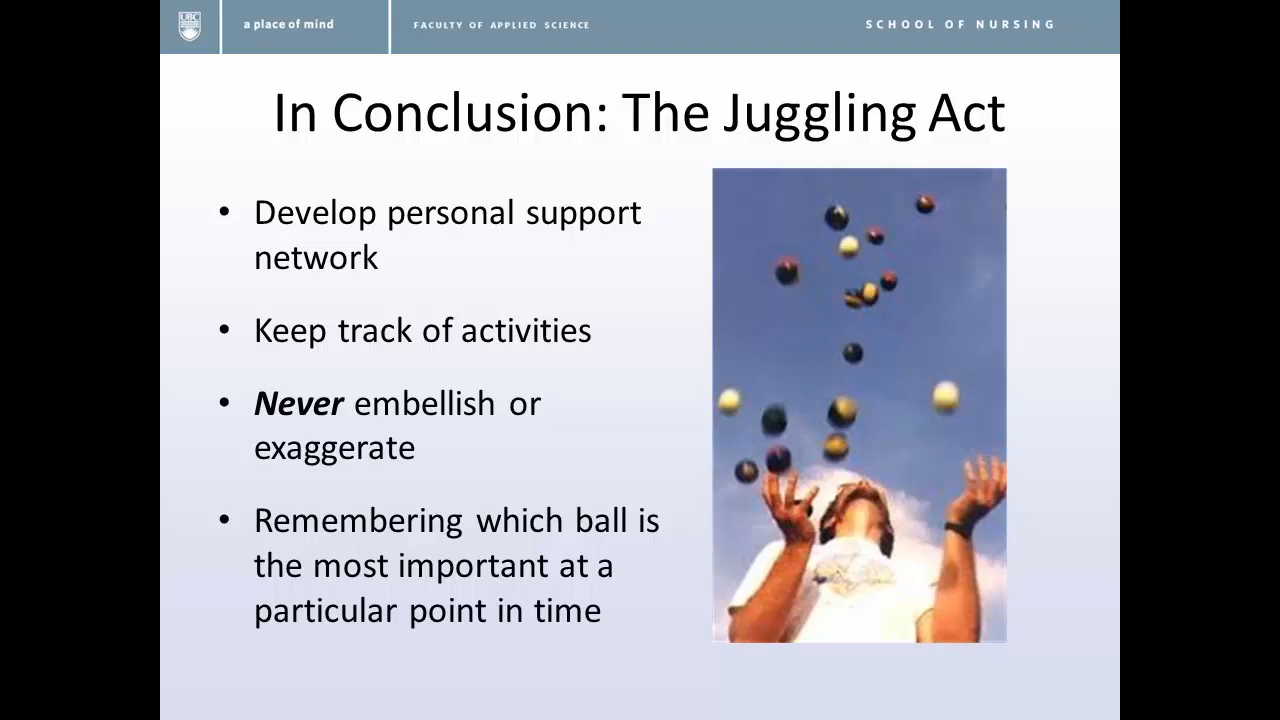 UBC
a place of mind
FACULTY OF APPLIED SCIENCE
SCHOOL OF NURSING
In Conclusion: The Juggling Act
• Develop personal support
network
• Keep track of activities
• Never embellish or
exaggerate
• Remembering which ball is
the most important at a
particular point in time